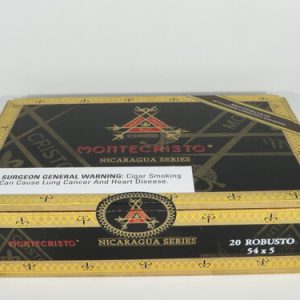 MONTECRISTO
NICARAGUA SERIES
SURGEON GENERAL WARNING: Cigar Smoking
Can Cause Lung Cancer And Heart Disease.
MONTECRISTO
NICARAGUA SERIES
20 ROBUSTO
54 x 5